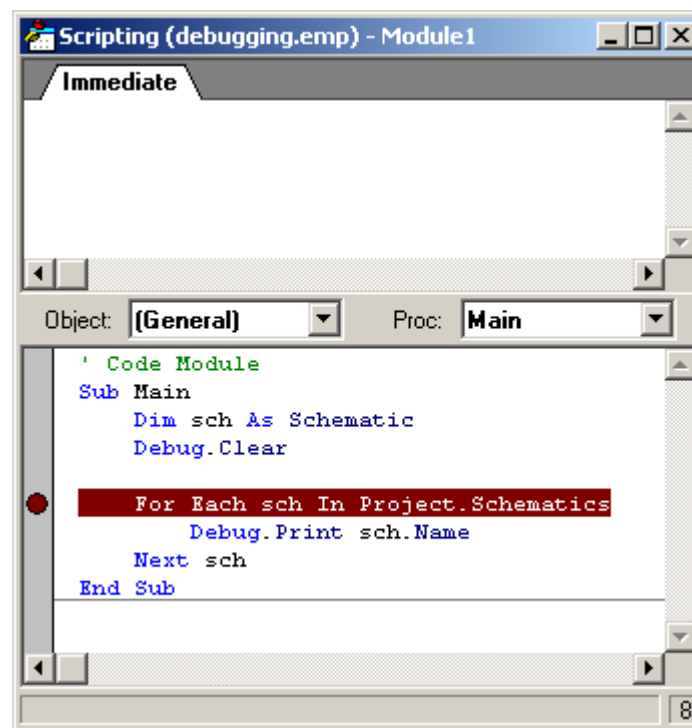 Scripting (debugging.emp) - Module1
Immediate
Object: (General) Proc: Main
' Code Module
Sub Main
Dim sch As Schematic
Debug.Clear
For Each sch In Project.Schematics
Debug.Print sch.Name
Next sch
End Sub
8